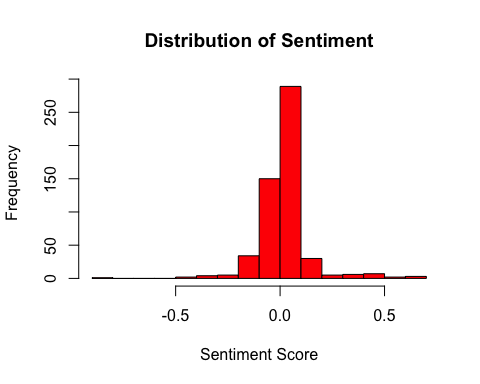 Distribution of Sentiment
Frequency
250
150
50
0
-0.5 0.0 0.5
Sentiment Score